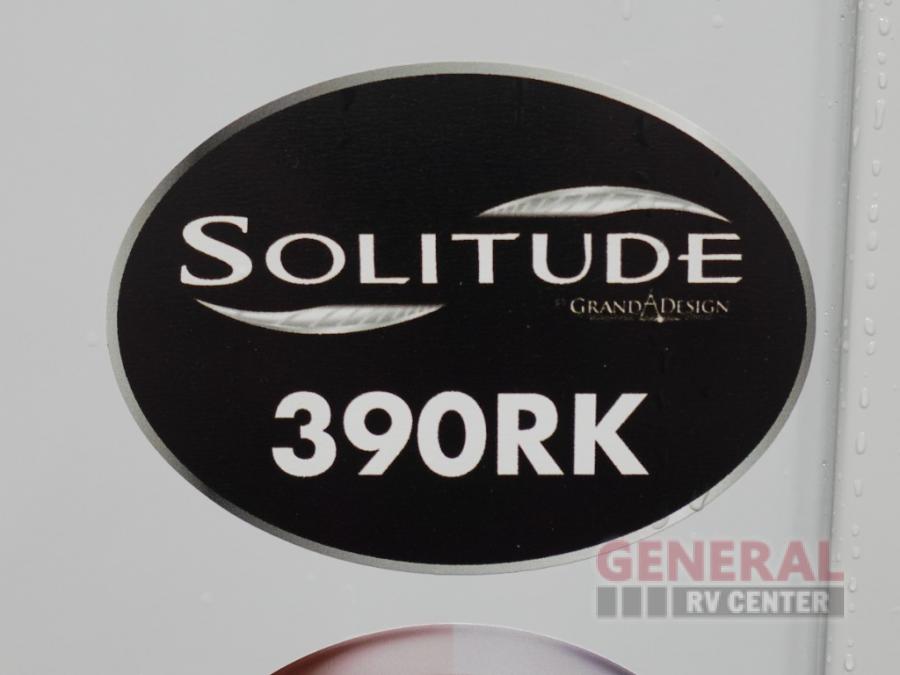 SOLITUDE
GRAND DESIGN
390RK
GENERAL
RV CENTER